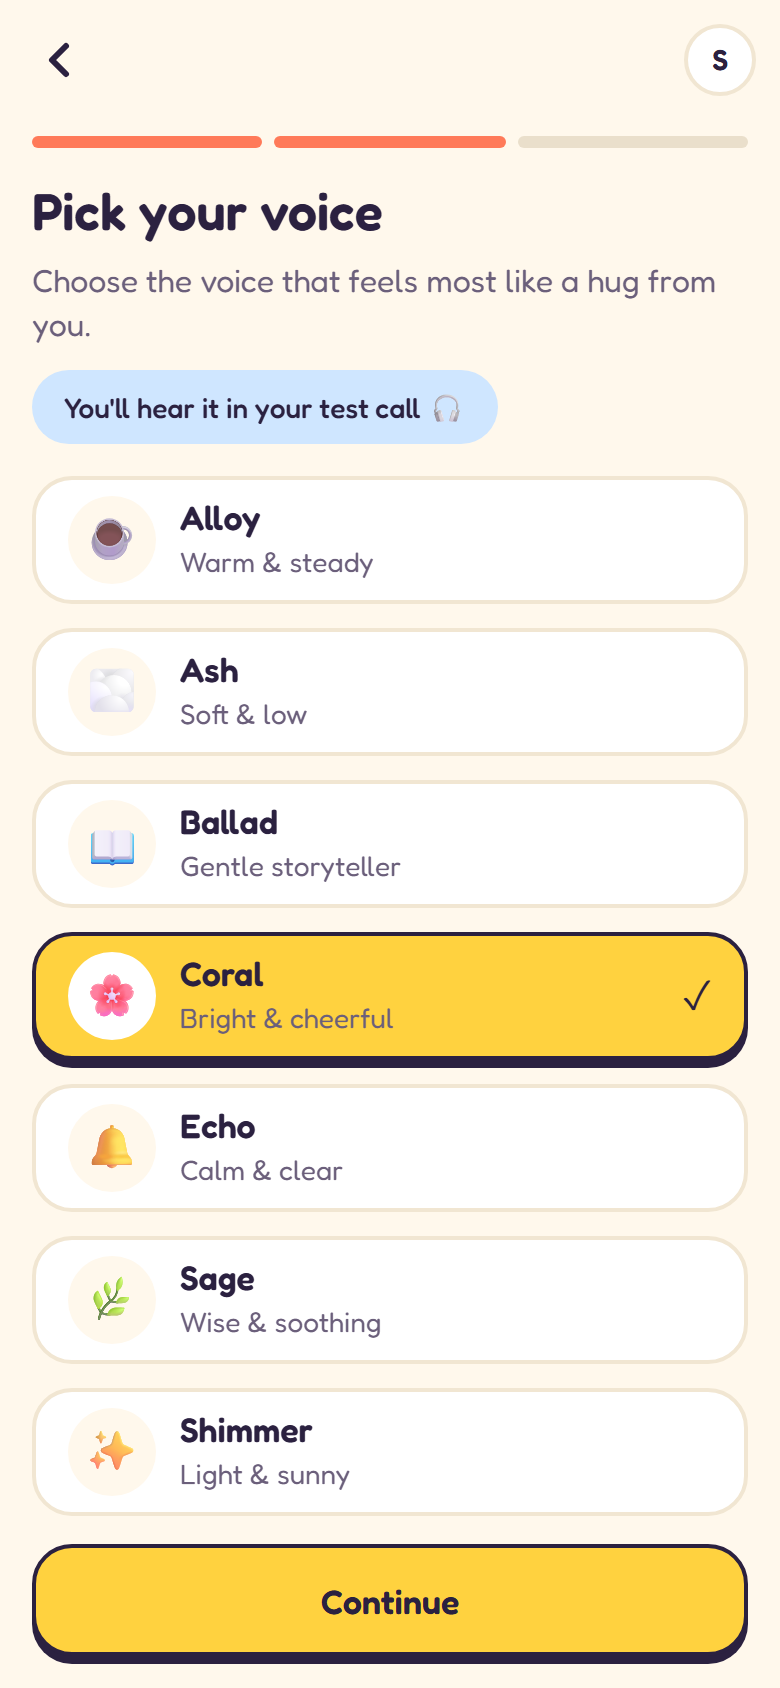 S
Pick your voice
Choose the voice that feels most like a hug from
you.
You'll hear it in your test call 🎧
Alloy
Warm & steady
Ash
Soft & low
Ballad
Gentle storyteller
Coral
Bright & cheerful
✓
Echo
Calm & clear
Sage
Wise & soothing
Shimmer
Light & sunny
Continue